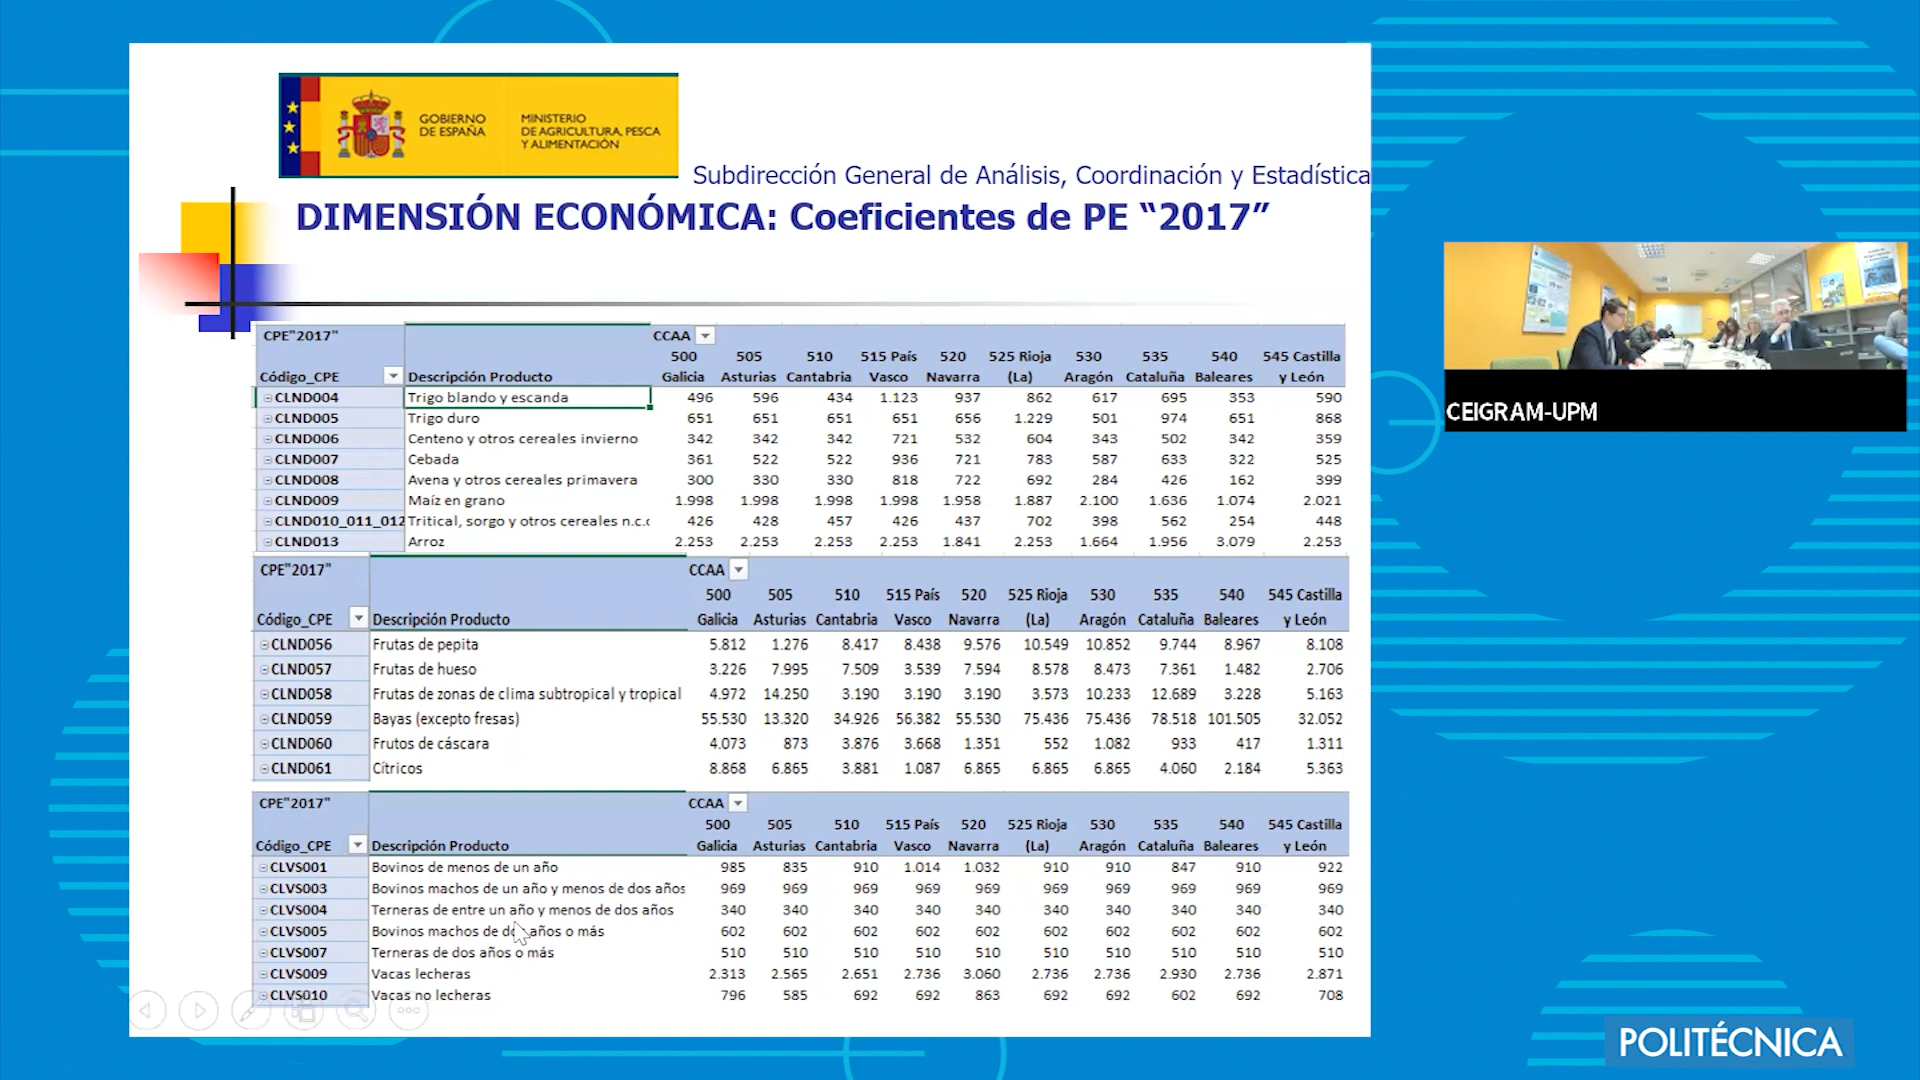 GOBIERNO
DE ESPAÑA
MINISTERIO
DE AGRICULTURA, PESCA
Y ALIMENTACIÓN
Subdirección General de Análisis, Coordinación y Estadística
DIMENSIÓN ECONÓMICA: Coeficientes de PE “2017”
CPE"2017" CCAA
500 505 510 515 País 520 525 Rioja 530 535 540 545 Castilla
Código_CPE Descripción Producto Galicia Asturias Cantabria Vasco Navarra (La) Aragón Cataluña Baleares y León
CLND004 Trigo blando y escanda 496 596 434 1.123 937 862 617 695 353 590
CLND005 Trigo duro 651 651 651 651 656 1.229 501 974 651 868
CLND006 Centeno y otros cereales invierno 342 342 342 721 532 604 343 502 342 359
CLND007 Cebada 361 522 522 936 721 783 587 633 322 525
CLND008 Avena y otros cereales primavera 300 330 330 818 722 692 284 426 162 399
CLND009 Maíz en grano 1.998 1.998 1.998 1.998 1.958 1.887 2.100 1.636 1.074 2.021
CLND010_011_012 Tritical, sorgo y otros cereales n.c.o 426 428 457 426 437 702 398 562 254 448
CLND013 Arroz 2.253 2.253 2.253 2.253 1.841 2.253 1.664 1.956 3.079 2.253
CPE"2017" CCAA
500 505 510 515 País 520 525 Rioja 530 535 540 545 Castilla
Código_CPE Descripción Producto Galicia Asturias Cantabria Vasco Navarra (La) Aragón Cataluña Baleares y León
CLND056 Frutas de pepita 5.812 1.276 8.417 8.438 9.576 10.549 10.852 9.744 8.967 8.108
CLND057 Frutas de hueso 3.226 7.995 7.509 3.539 7.594 8.578 8.473 7.361 1.482 2.706
CLND058 Frutas de zonas de clima subtropical y tropical 4.972 14.250 3.190 3.190 3.190 3.573 10.233 12.689 3.228 5.163
CLND059 Bayas (excepto fresas) 55.530 13.320 34.926 56.382 55.530 75.436 75.436 78.518 101.505 32.052
CLND060 Frutos de cáscara 4.073 873 3.876 3.668 1.351 552 1.082 933 417 1.311
CLND061 Cítricos 8.868 6.865 3.881 1.087 6.865 6.865 6.865 4.060 2.184 5.363
CPE"2017" CCAA
500 505 510 515 País 520 525 Rioja 530 535 540 545 Castilla
Código_CPE Descripción Producto Galicia Asturias Cantabria Vasco Navarra (La) Aragón Cataluña Baleares y León
CLVS001 Bovinos de menos de un año 985 835 910 1.014 1.032 910 910 847 910 922
CLVS003 Bovinos machos de un año y menos de dos años 969 969 969 969 969 969 969 969 969 969
CLVS004 Terneras de entre un año y menos de dos años 340 340 340 340 340 340 340 340 340 340
CLVS005 Bovinos machos de dos años o más 602 602 602 602 602 602 602 602 602 602
CLVS007 Terneras de dos años o más 510 510 510 510 510 510 510 510 510 510
CLVS009 Vacas lecheras 2.313 2.565 2.651 2.736 3.060 2.736 2.736 2.930 2.736 2.871
CLVS010 Vacas no lecheras 796 585 692 692 863 692 692 602 692 708
CEIGRAM-UPM
POLITÉCNICA